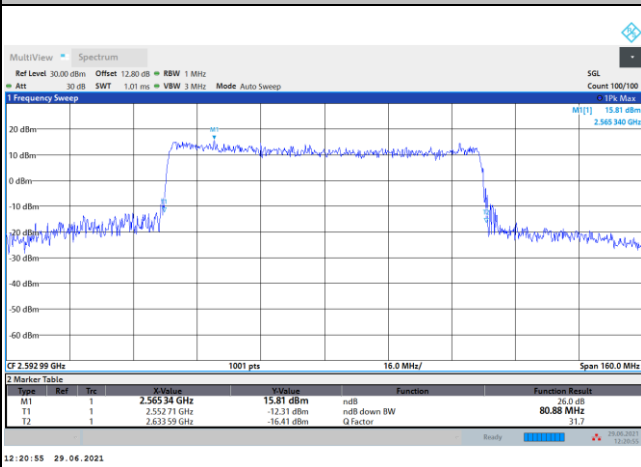 MultiView Spectrum
Ref Level 30.00 dBm Offset 12.80 dB RBW 1 MHz SGL
Att 30 dB SWT 1.01 ms VBW 3 MHz Mode Auto Sweep Count 100/100
1 Frequency Sweep 1Pk Max
M1[1] 15.81 dBm
2.565 340 GHz
M1
20 dBm
10 dBm
0 dBm
-10 dBm
-20 dBm
-30 dBm
-40 dBm
-50 dBm
-60 dBm
CF 2.592 99 GHz 1001 pts 16.0 MHz/ Span 160.0 MHz
2 Marker Table
Type Ref Trc X-Value Y-Value Function Function Result
M1 1 2.565 34 GHz 15.81 dBm ndB 26.0 dB
T1 1 2.552 71 GHz -12.31 dBm ndB down BW 80.88 MHz
T2 1 2.633 59 GHz -16.41 dBm Q Factor 31.7
Ready 29.06.2021
12:20:55
12:20:55 29.06.2021